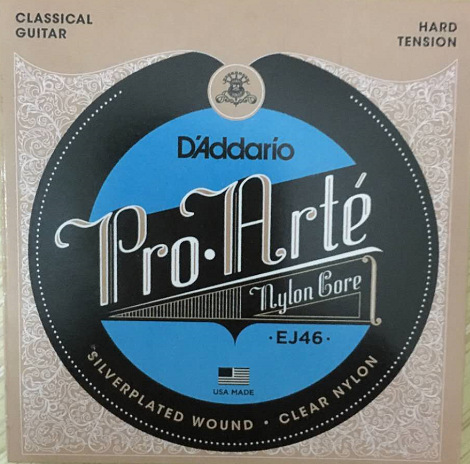 CLASSICAL
GUITAR
HARD
TENSION
D'Addario
Pro·Arté
Nylon Core
·EJ46·
USA MADE
SILVERPLATED WOUND · CLEAR NYLON